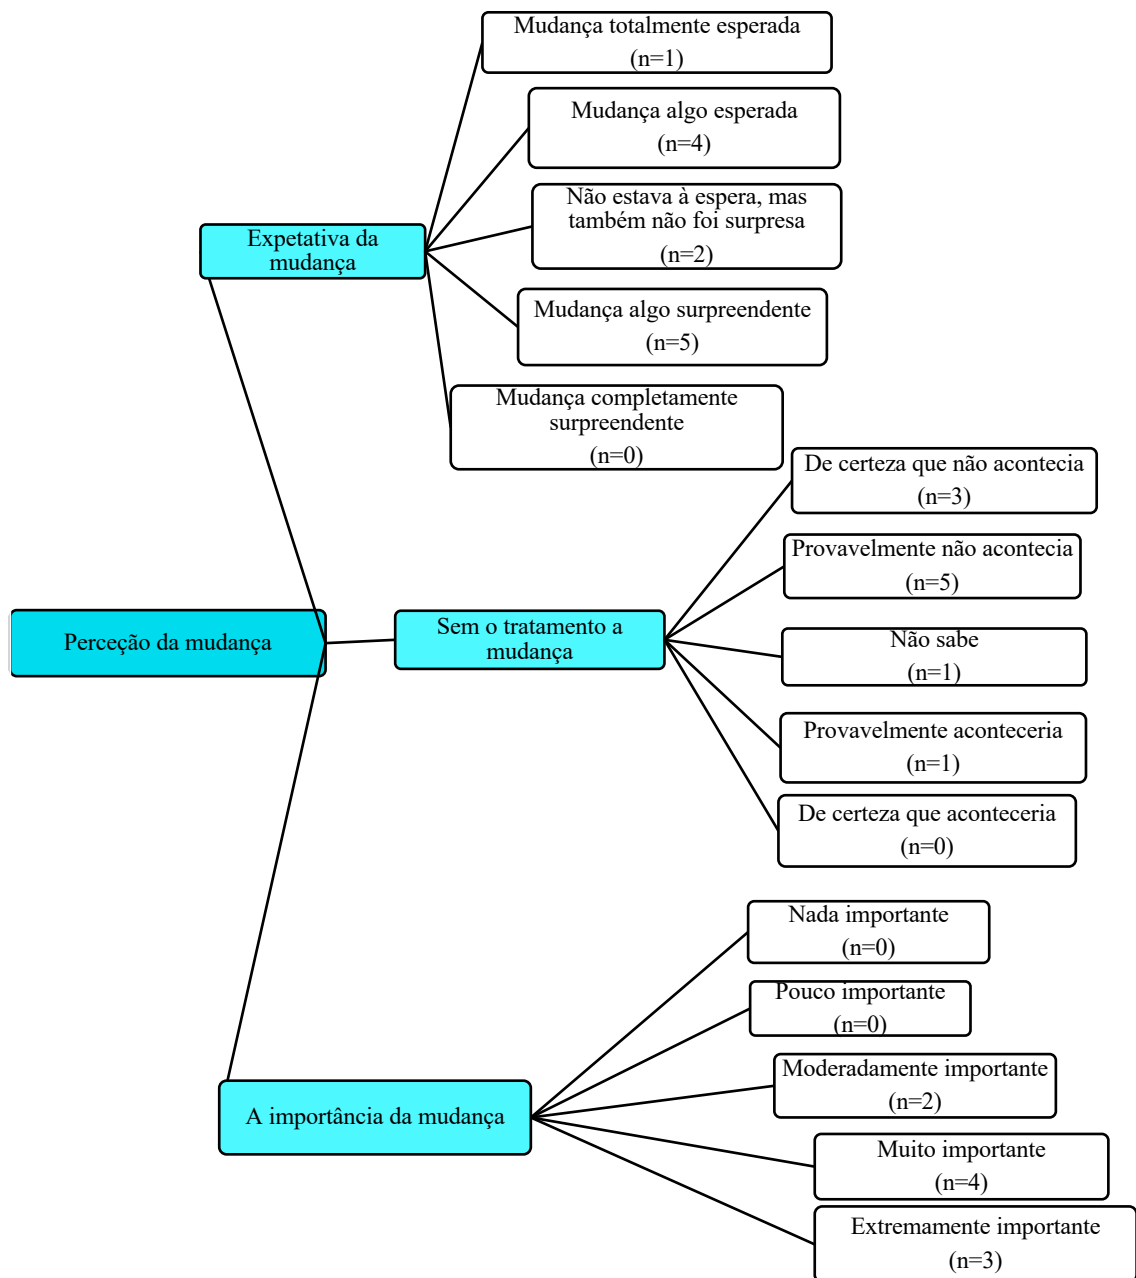 Mudança totalmente esperada
(n=1)
Mudança algo esperada
(n=4)
Não estava à espera, mas
também não foi surpresa
(n=2)
Expetativa da
mudança
Mudança algo surpreendente
(n=5)
Mudança completamente
surpreendente
(n=0)
De certeza que não acontecia
(n=3)
Provavelmente não acontecia
(n=5)
Perceção da mudança
Sem o tratamento a
mudança
Não sabe
(n=1)
Provavelmente aconteceria
(n=1)
De certeza que aconteceria
(n=0)
Nada importante
(n=0)
Pouco importante
(n=0)
Moderadamente importante
(n=2)
A importância da mudança
Muito importante
(n=4)
Extremamente importante
(n=3)